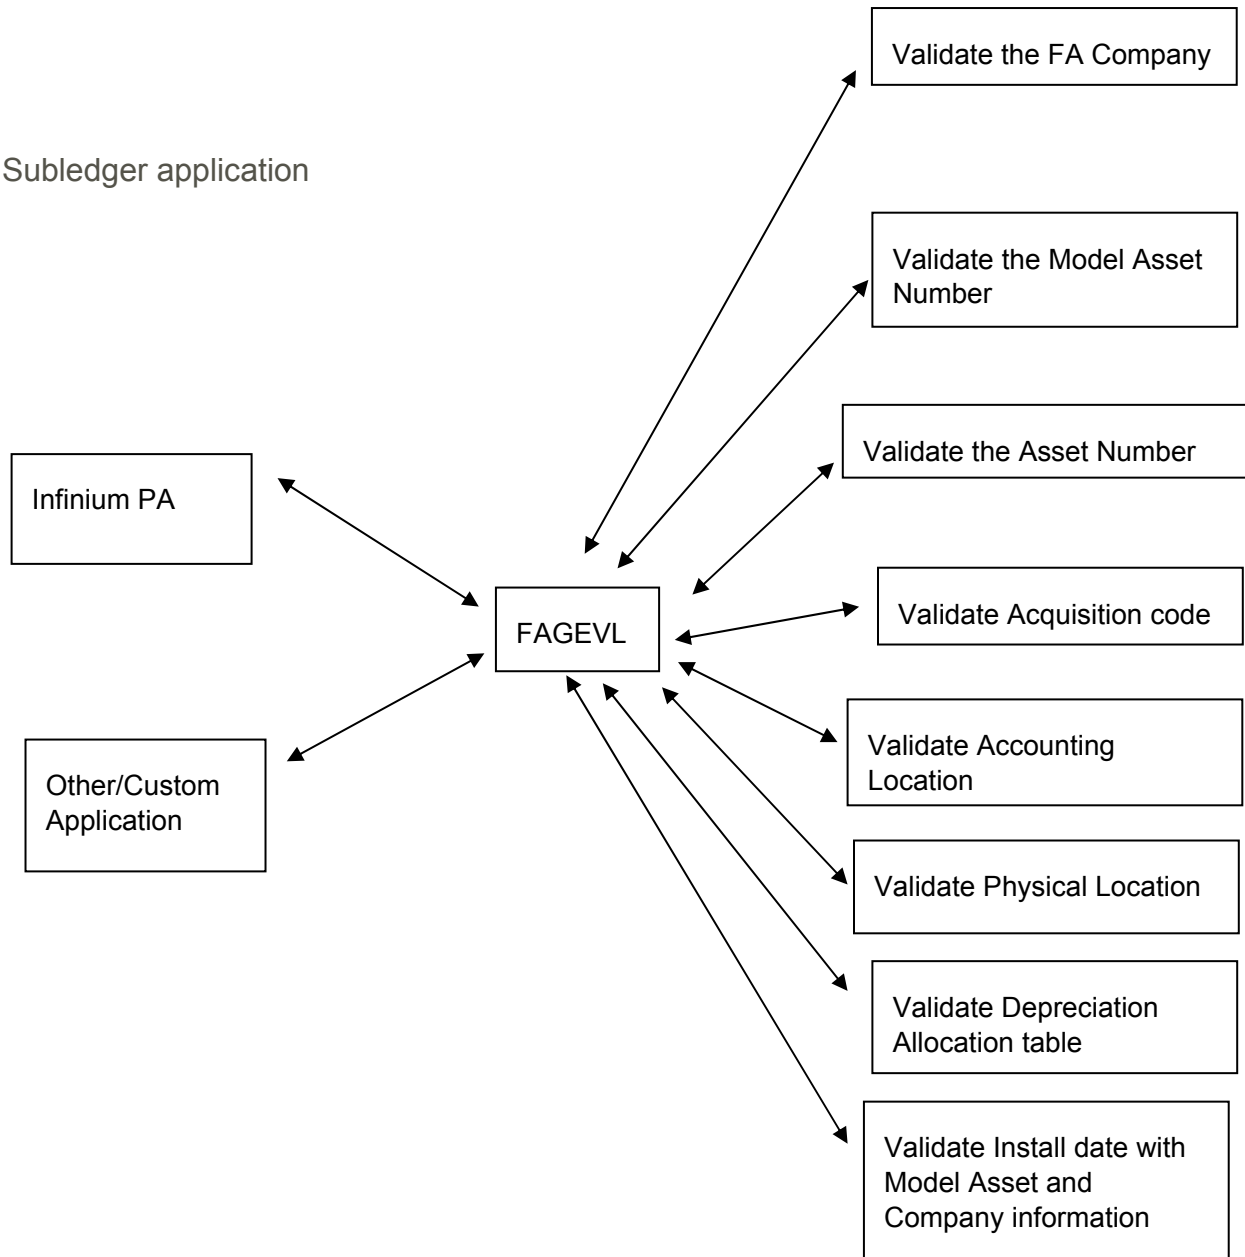 Validate the FA Company
Subledger application
Validate the Model Asset
Number
Validate the Asset Number
Infinium PA
Validate Acquisition code
FAGEVL
Validate Accounting
Location
Other/Custom
Application
Validate Physical Location
Validate Depreciation
Allocation table
Validate Install date with
Model Asset and
Company information